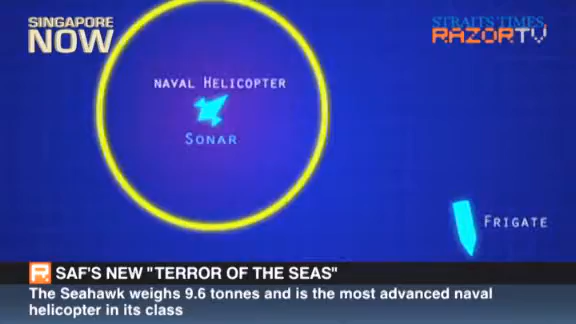 SINGAPORE
NOW
STRAITS TIMES
RAZORTV
NAVAL HELICOPTER
SONAR
FRIGATE
R SAF'S NEW "TERROR OF THE SEAS"
The Seahawk weighs 9.6 tonnes and is the most advanced naval
helicopter in its class